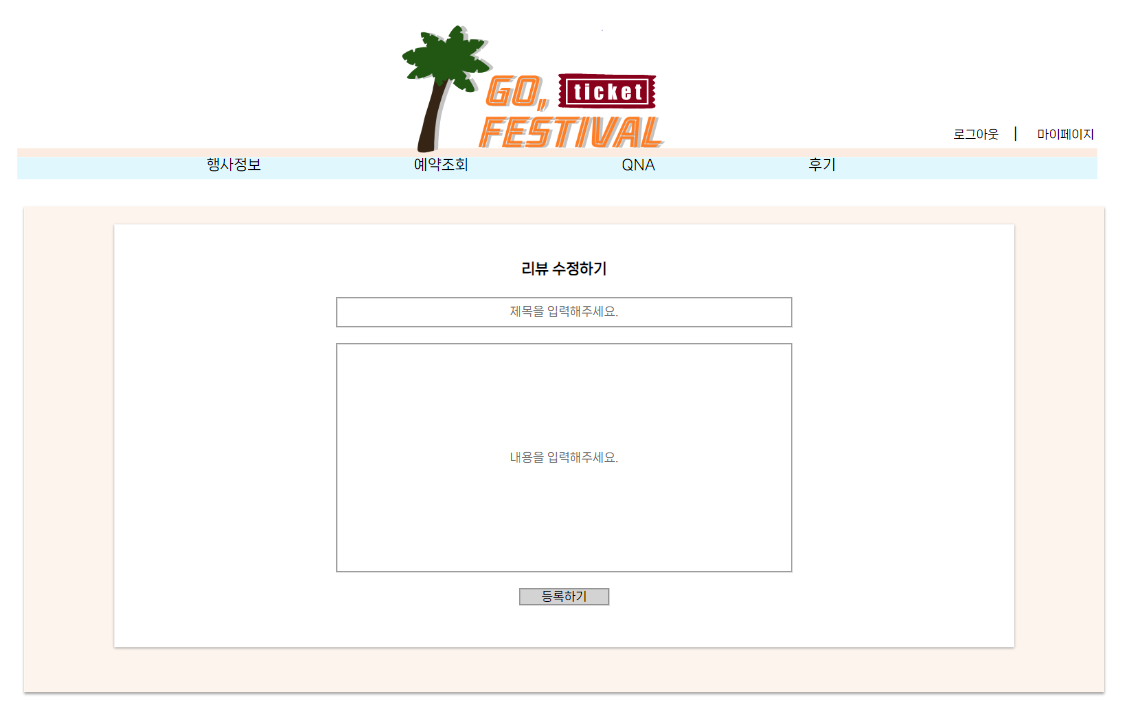 GO, ticket
FESTIVAL
로그아웃 | 마이페이지
행사정보 예약조회 QNA 후기
리뷰 수정하기
제목을 입력해주세요.
내용을 입력해주세요.
등록하기